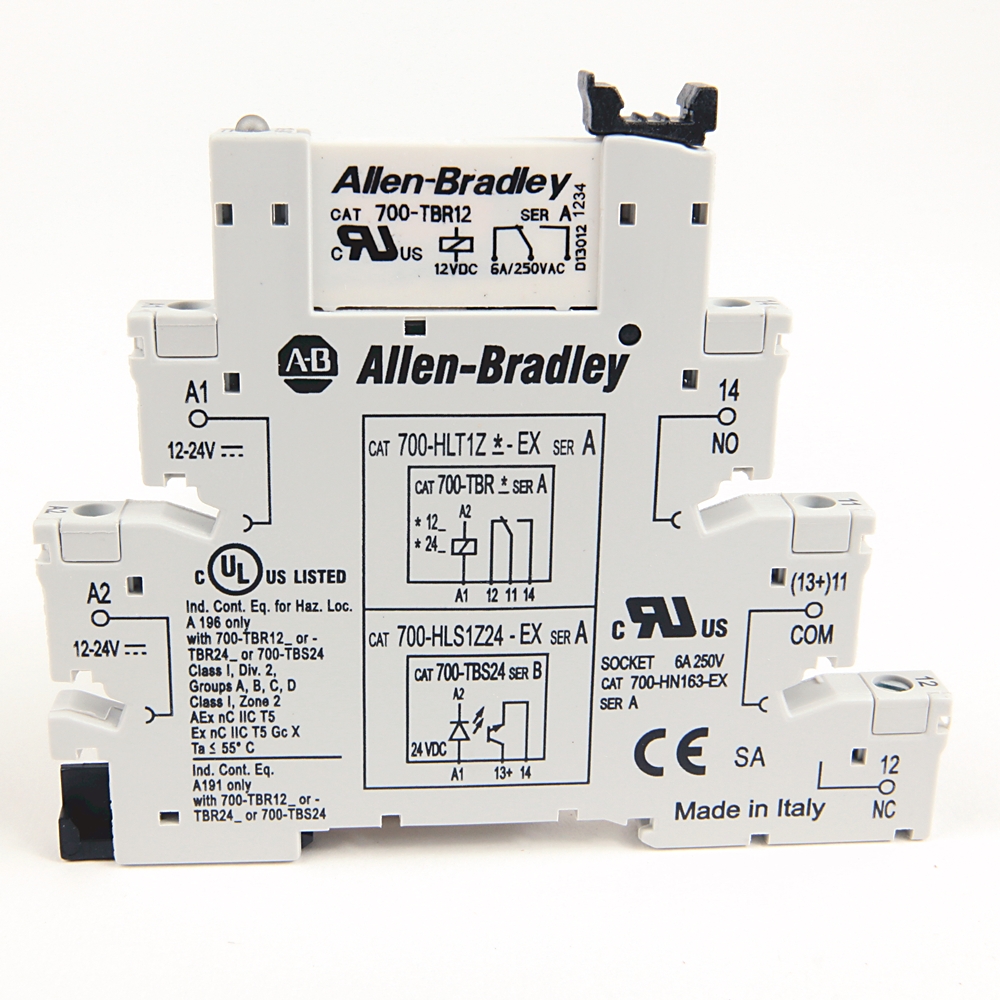 Allen-Bradley
CAT 700-TBR12 SER A
C RU US
12VDC 6A/250VAC
D13012 1234
A-B Allen-Bradley
A1
12-24V
14
NO
CAT 700-HLT1Z * - EX SER A
CAT 700-TBR * SER A
* 12_
* 24_
A2
A1 12 11 14
A2
11
C UL US LISTED
A2
12-24V
Ind. Cont. Eq. for Haz. Loc.
A 196 only
with 700-TBR12_ or -
TBR24_ or 700-TBS24
Class I, Div. 2,
Groups A, B, C, D
Class I, Zone 2
AEx nC IIC T5
Ex nC IIC T5 Gc X
Ta ≤ 55° C
Ind. Cont. Eq.
A191 only
with 700-TBR12_ or -
TBR24_ or 700-TBS24
CAT 700-HLS1Z24 - EX SER A
CAT 700-TBS24 SER B
A2
24 VDC
A1 13+ 14
(13+)11
COM
C RU US
SOCKET 6A 250V
CAT 700-HN163-EX
SER A
CE SA
12
12
NC
Made in Italy